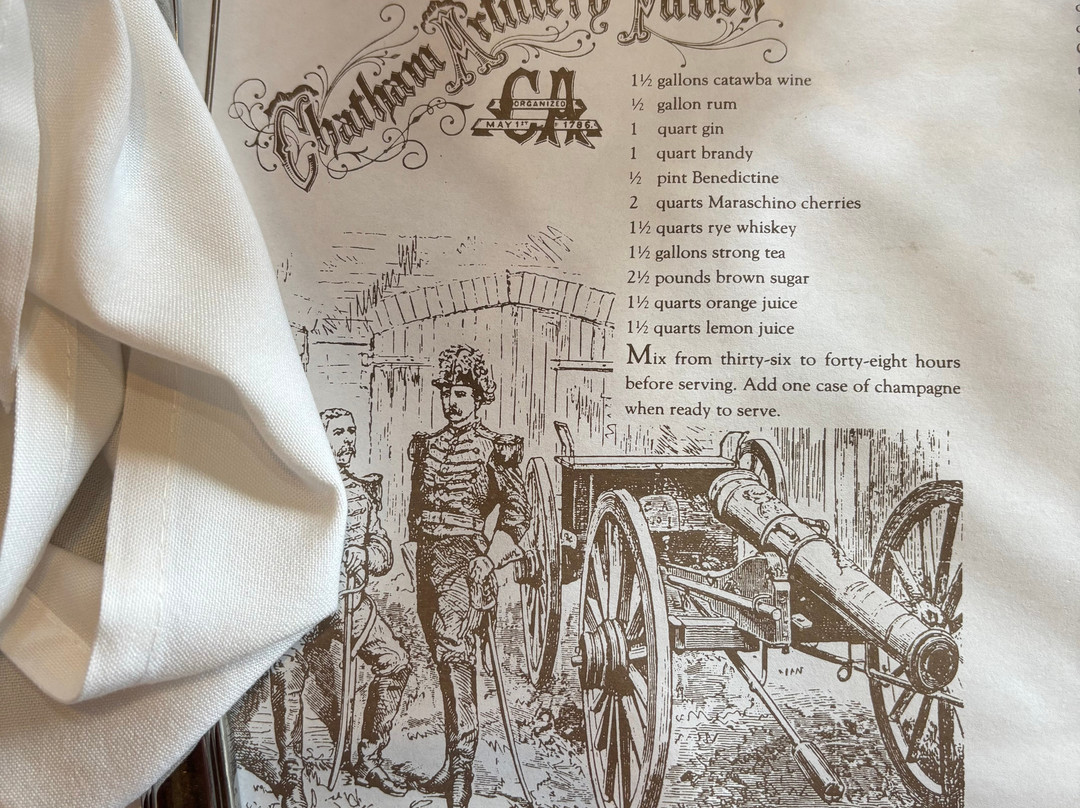 Chatham Artillery Punch
CA
ORGANIZED
MAY 1ST 1786.
1½ gallons catawba wine
½ gallon rum
1 quart gin
1 quart brandy
½ pint Benedictine
2 quarts Maraschino cherries
1½ quarts rye whiskey
1½ gallons strong tea
2½ pounds brown sugar
1½ quarts orange juice
1½ quarts lemon juice
Mix from thirty-six to forty-eight hours
before serving. Add one case of champagne
when ready to serve.